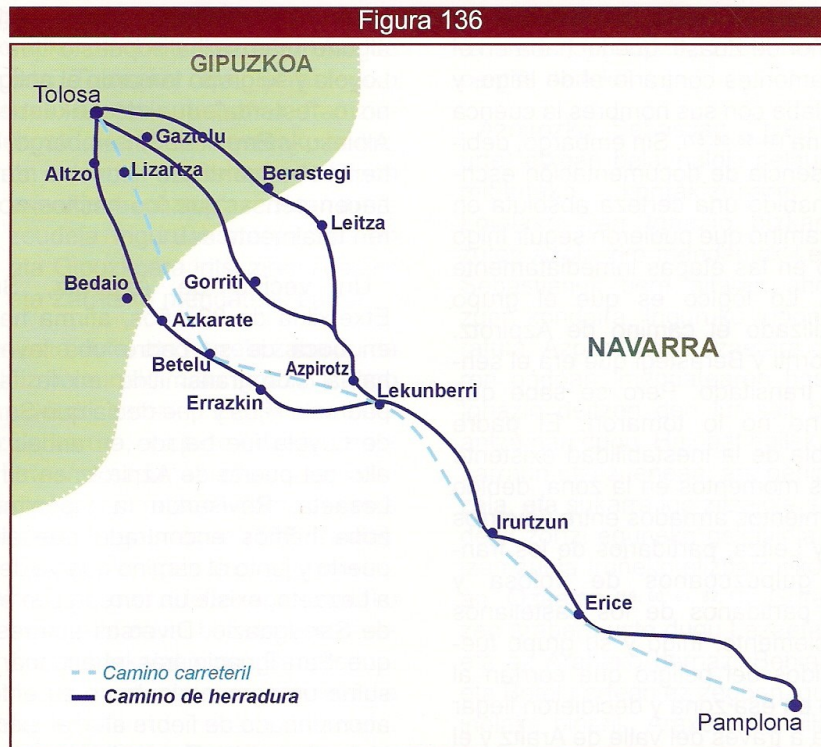 Figura 136
GIPUZKOA
Tolosa
Gaztelu
Altzo
Lizartza
Berastegi
Leitza
Bedaio
Gorriti
Azkarate
NAVARRA
Betelu
Azpirotz
Errazkin
Lekunberri
Irurtzun
Erice
Camino carreteril
Camino de herradura
Pamplona